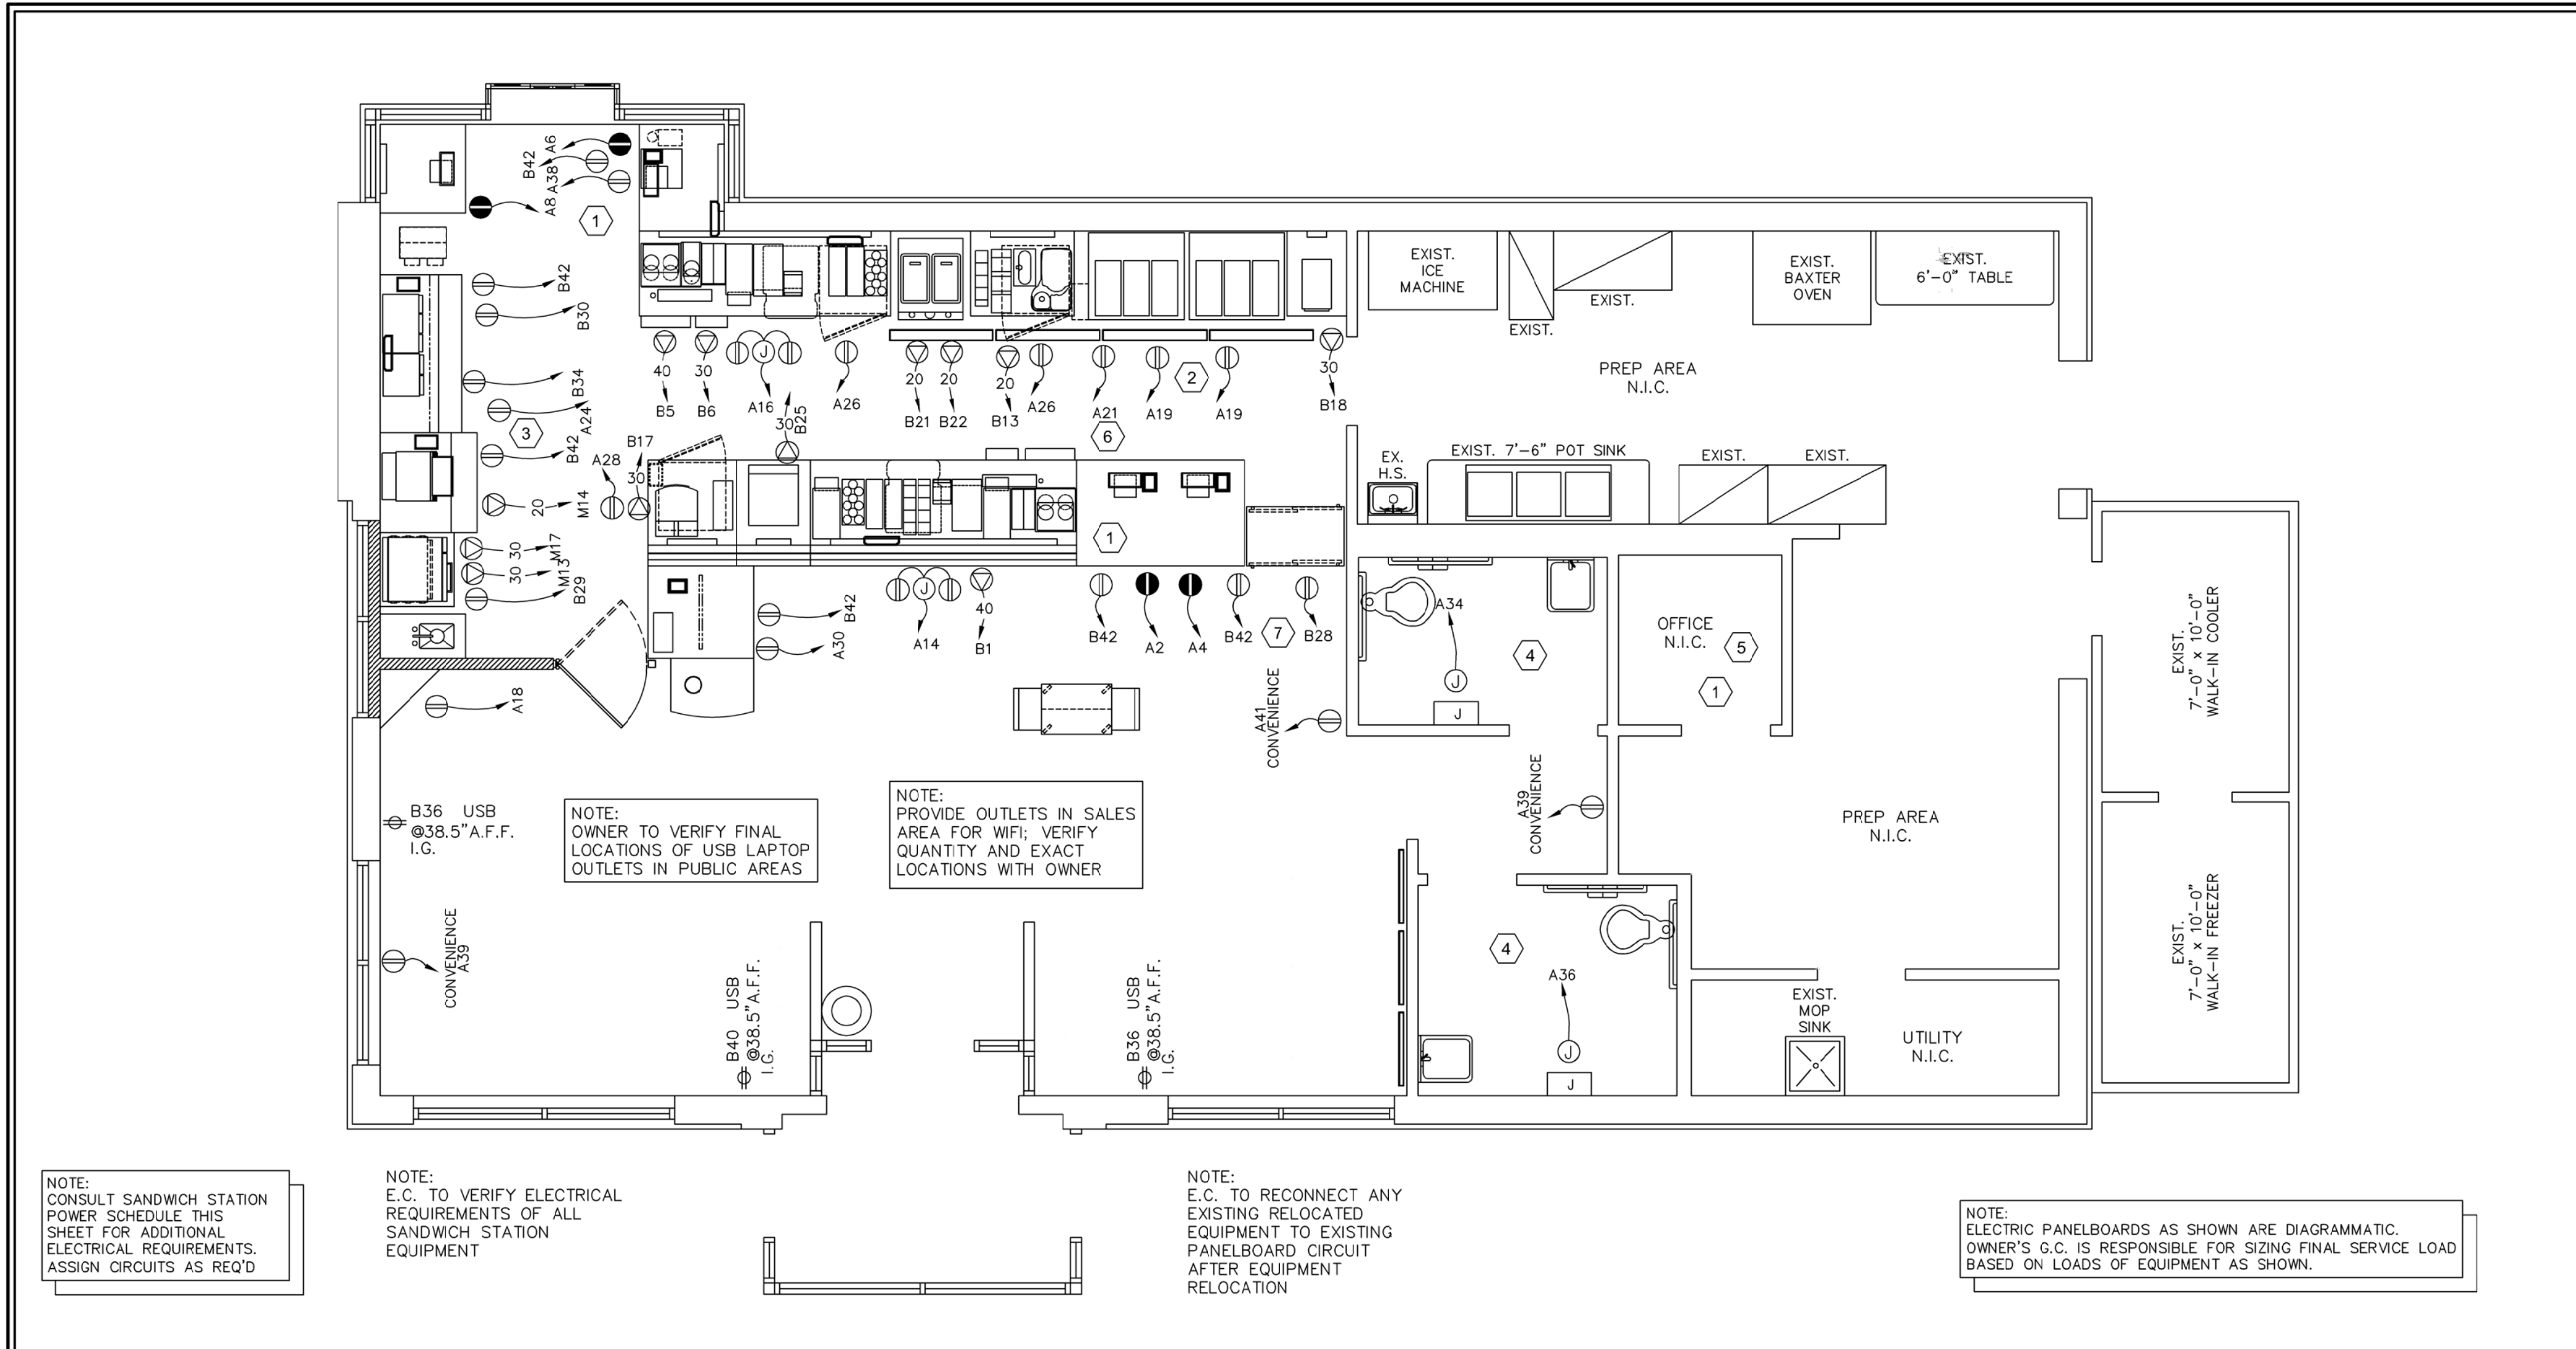 A6
B42
A38
A8
1
B42
B30
B34
A24
3
B42
20
M14
30
M17
30
M13
B29
A18
40
B5
30
B6
J
A16
A26
20
B21
20
B22
20
B13
A26
A21
A19
2
A19
30
B18
6
30
B25
B17
30
A28
1
B42
A30
J
A14
40
B1
B42
A2
A4
B42
7
B28
EXIST.
ICE
MACHINE
EXIST.
EXIST.
EXIST.
BAXTER
OVEN
EXIST.
6'-0" TABLE
PREP AREA
N.I.C.
EX.
H.S.
EXIST. 7'-6" POT SINK
EXIST.
EXIST.
A34
J
J
4
OFFICE
N.I.C.
5
1
A41
CONVENIENCE
A39
CONVENIENCE
EXIST.
7'-0" x 10'-0"
WALK-IN COOLER
PREP AREA
N.I.C.
EXIST.
7'-0" x 10'-0"
WALK-IN FREEZER
4
A36
J
J
EXIST.
MOP
SINK
UTILITY
N.I.C.
B36 USB
@38.5"A.F.F.
I.G.
NOTE:
OWNER TO VERIFY FINAL
LOCATIONS OF USB LAPTOP
OUTLETS IN PUBLIC AREAS
NOTE:
PROVIDE OUTLETS IN SALES
AREA FOR WIFI; VERIFY
QUANTITY AND EXACT
LOCATIONS WITH OWNER
CONVENIENCE
A39
B40 USB
@38.5"A.F.F.
I.G.
B36 USB
@38.5"A.F.F.
I.G.
NOTE:
CONSULT SANDWICH STATION
POWER SCHEDULE THIS
SHEET FOR ADDITIONAL
ELECTRICAL REQUIREMENTS.
ASSIGN CIRCUITS AS REQ'D
NOTE:
E.C. TO VERIFY ELECTRICAL
REQUIREMENTS OF ALL
SANDWICH STATION
EQUIPMENT
NOTE:
E.C. TO RECONNECT ANY
EXISTING RELOCATED
EQUIPMENT TO EXISTING
PANELBOARD CIRCUIT
AFTER EQUIPMENT
RELOCATION
NOTE:
ELECTRIC PANELBOARDS AS SHOWN ARE DIAGRAMMATIC.
OWNER'S G.C. IS RESPONSIBLE FOR SIZING FINAL SERVICE LOAD
BASED ON LOADS OF EQUIPMENT AS SHOWN.